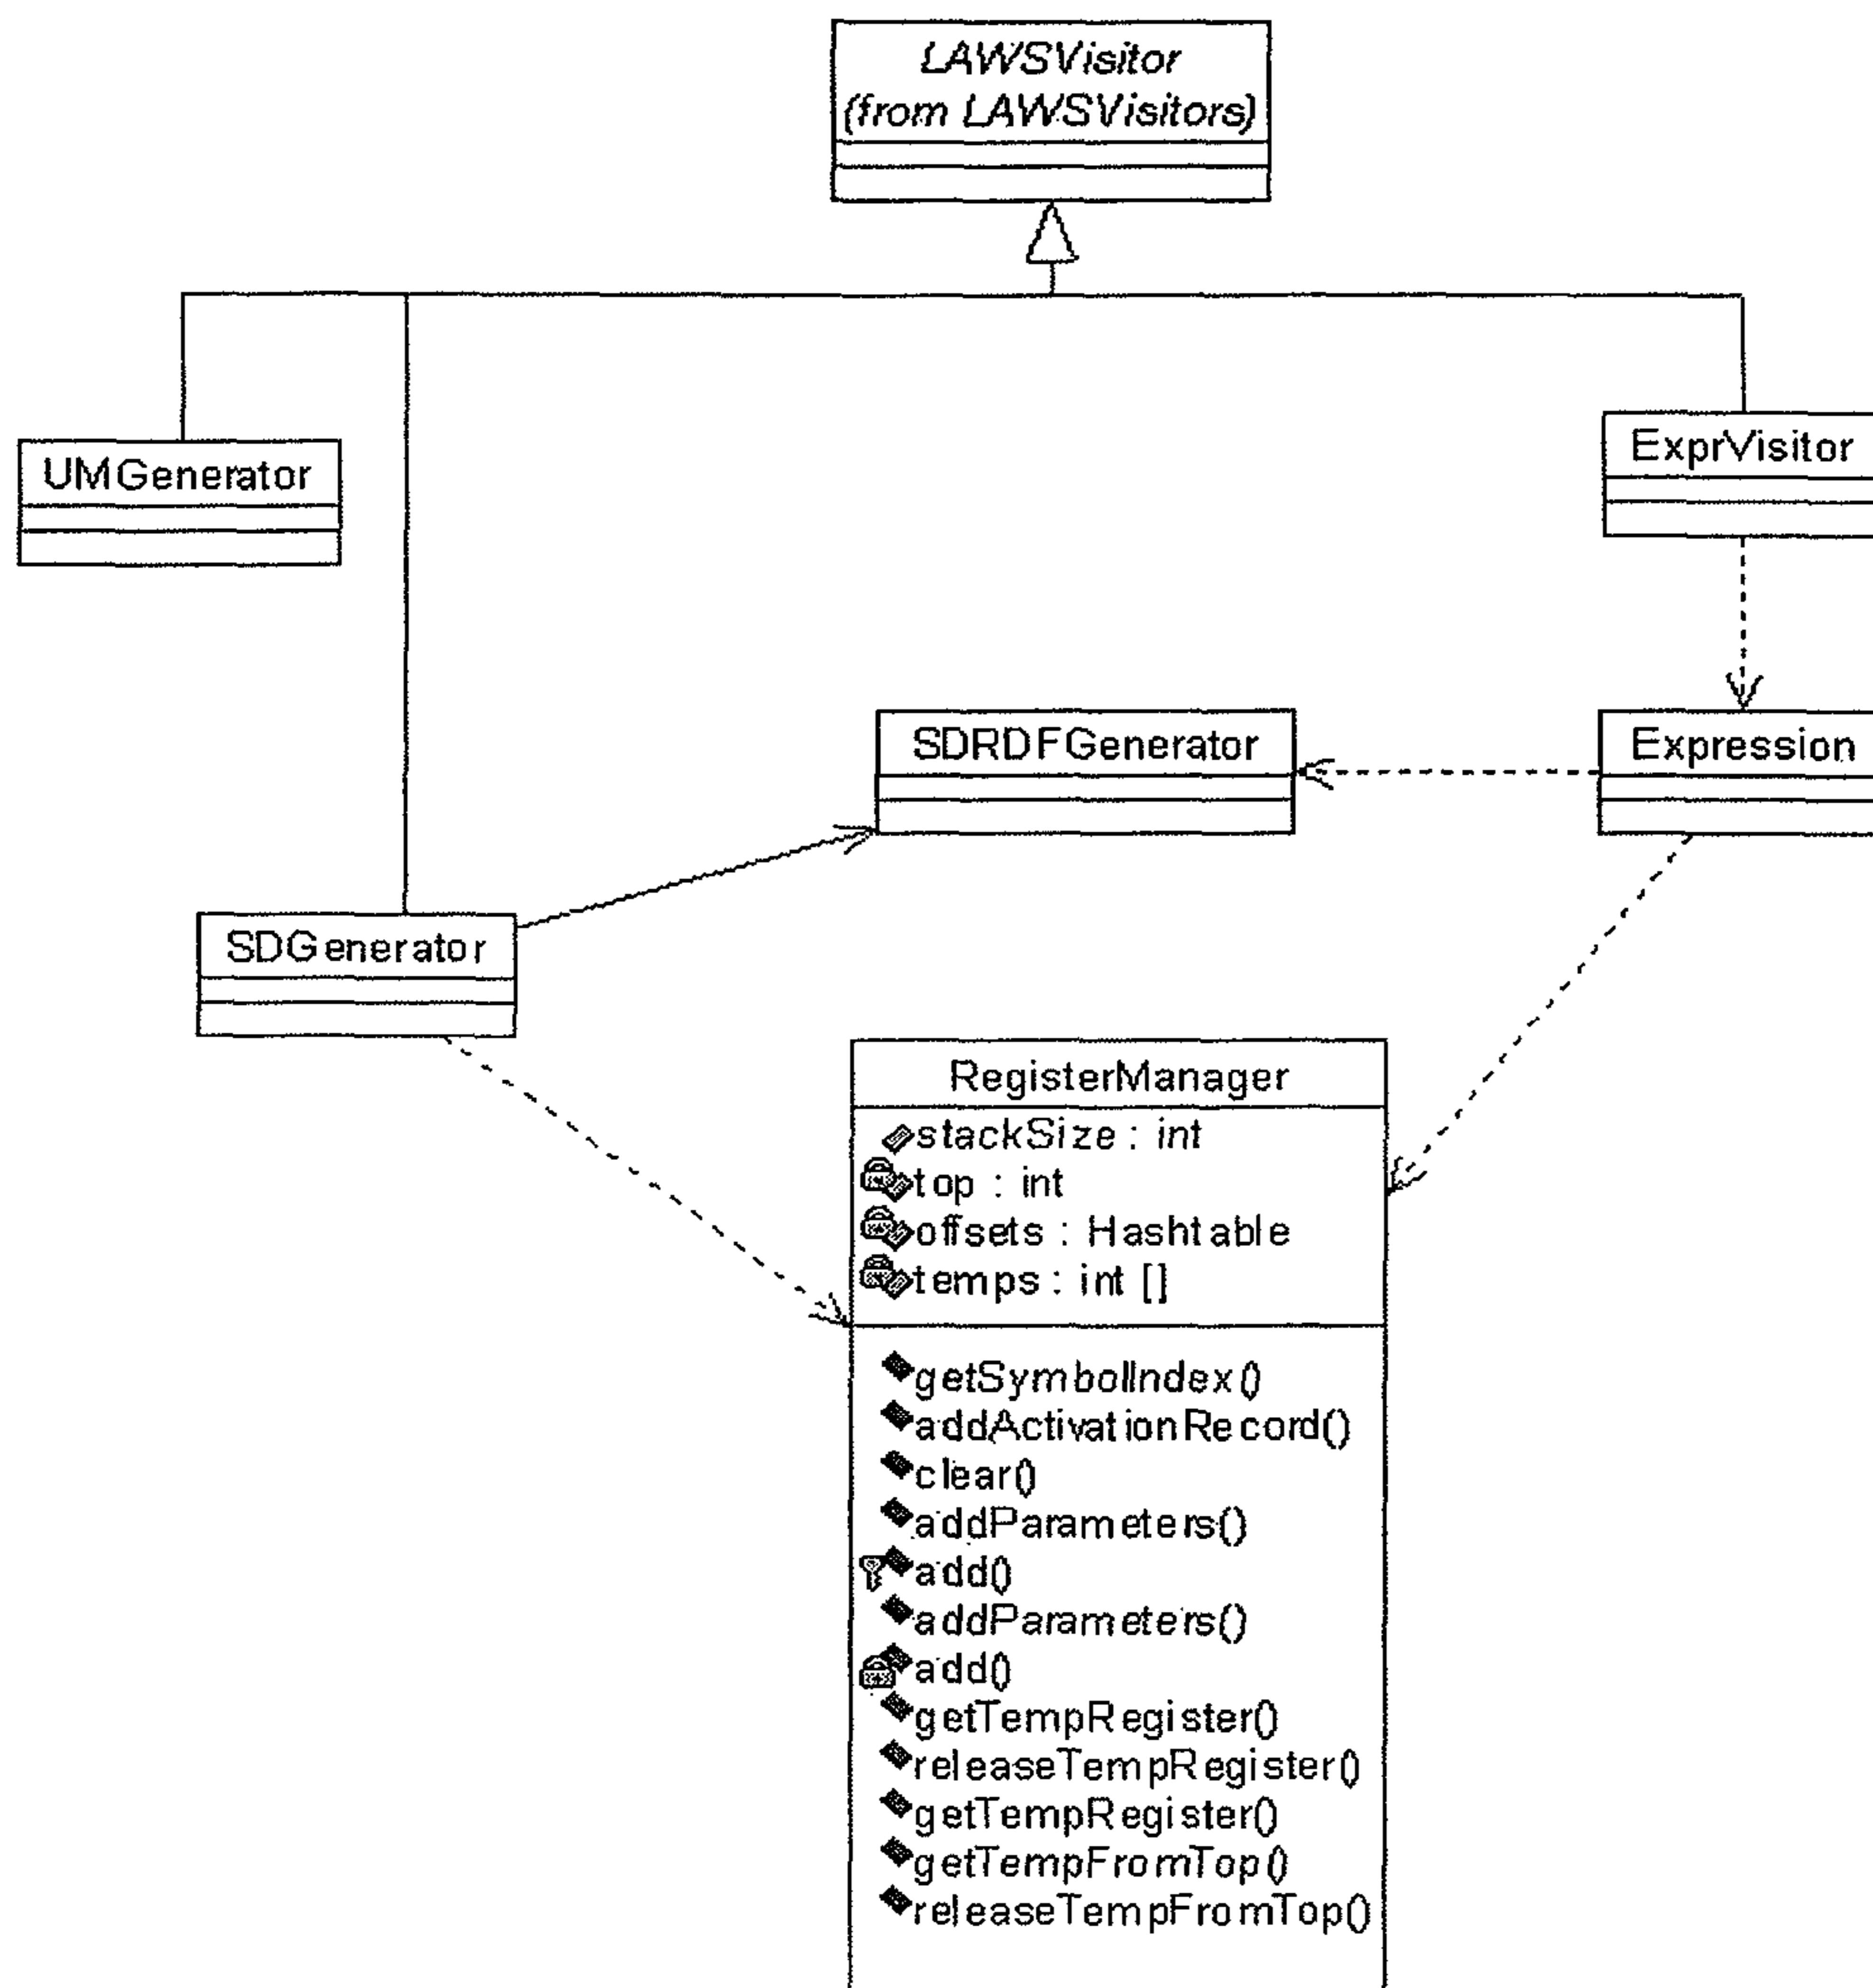 LAWSVisitor
(from LAWSVisitors)
UMGenerator
ExprVisitor
SDRDFGenerator
Expression
SDGenerator
RegisterManager
stackSize : int
top : int
offsets : Hashtable
temps : int []
getSymbolIndex()
addActivationRecord()
clear()
addParameters()
add()
addParameters()
add()
getTempRegister()
releaseTempRegister()
getTempRegister()
getTempFromTop()
releaseTempFromTop()